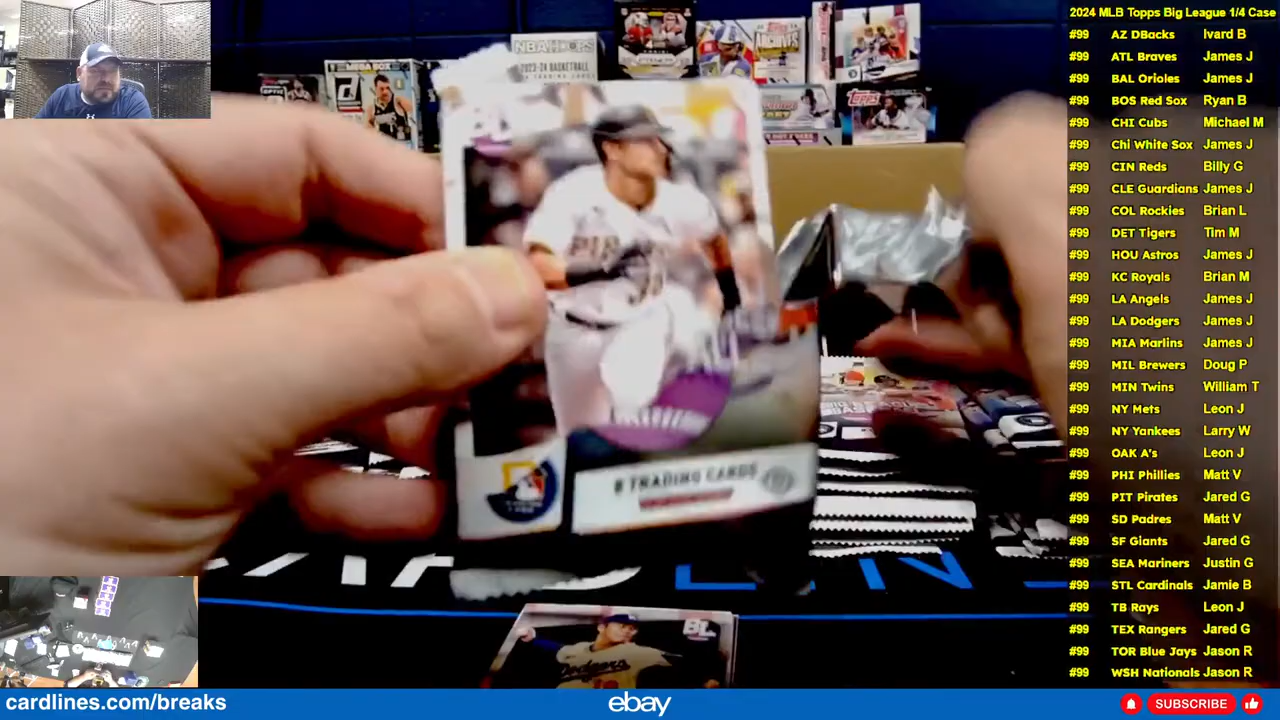 2024 MLB Topps Big League 1/4 Case
#99 AZ DBacks Ivard B
#99 ATL Braves James J
#99 BAL Orioles James J
#99 BOS Red Sox Ryan B
#99 CHI Cubs Michael M
#99 Chi White Sox James J
#99 CIN Reds Billy G
#99 CLE Guardians James J
#99 COL Rockies Brian L
#99 DET Tigers Tim M
#99 HOU Astros James J
#99 KC Royals Brian M
#99 LA Angels James J
#99 LA Dodgers James J
#99 MIA Marlins James J
#99 MIL Brewers Doug P
#99 MIN Twins William T
#99 NY Mets Leon J
#99 NY Yankees Larry W
#99 OAK A's Leon J
#99 PHI Phillies Matt V
#99 PIT Pirates Jared G
#99 SD Padres Matt V
#99 SF Giants Jared G
#99 SEA Mariners Justin G
#99 STL Cardinals Jamie B
#99 TB Rays Leon J
#99 TEX Rangers Jared G
#99 TOR Blue Jays Jason R
#99 WSH Nationals Jason R
NBA HOOPS
2023-24 BASKETBALL
MEGA BOX
ARCHIVES
Topps
8 TRADING CARDS
BL
Dodgers
cardlines.com/breaks
ebay
SUBSCRIBE